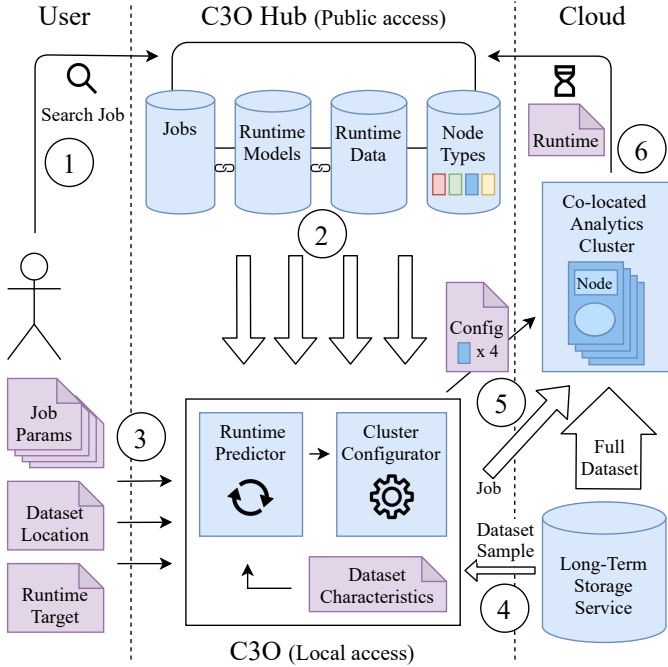 User
C3O Hub (Public access)
Cloud
Search Job
1
Jobs
Runtime
Models
Runtime
Data
Node
Types
Runtime
6
2
Co-located
Analytics
Cluster
Node
Config
x 4
5
Job
Params
3
Runtime
Predictor
Cluster
Configurator
Job
Full
Dataset
Dataset
Location
Dataset
Sample
Runtime
Target
Dataset
Characteristics
4
Long-Term
Storage
Service
C3O (Local access)